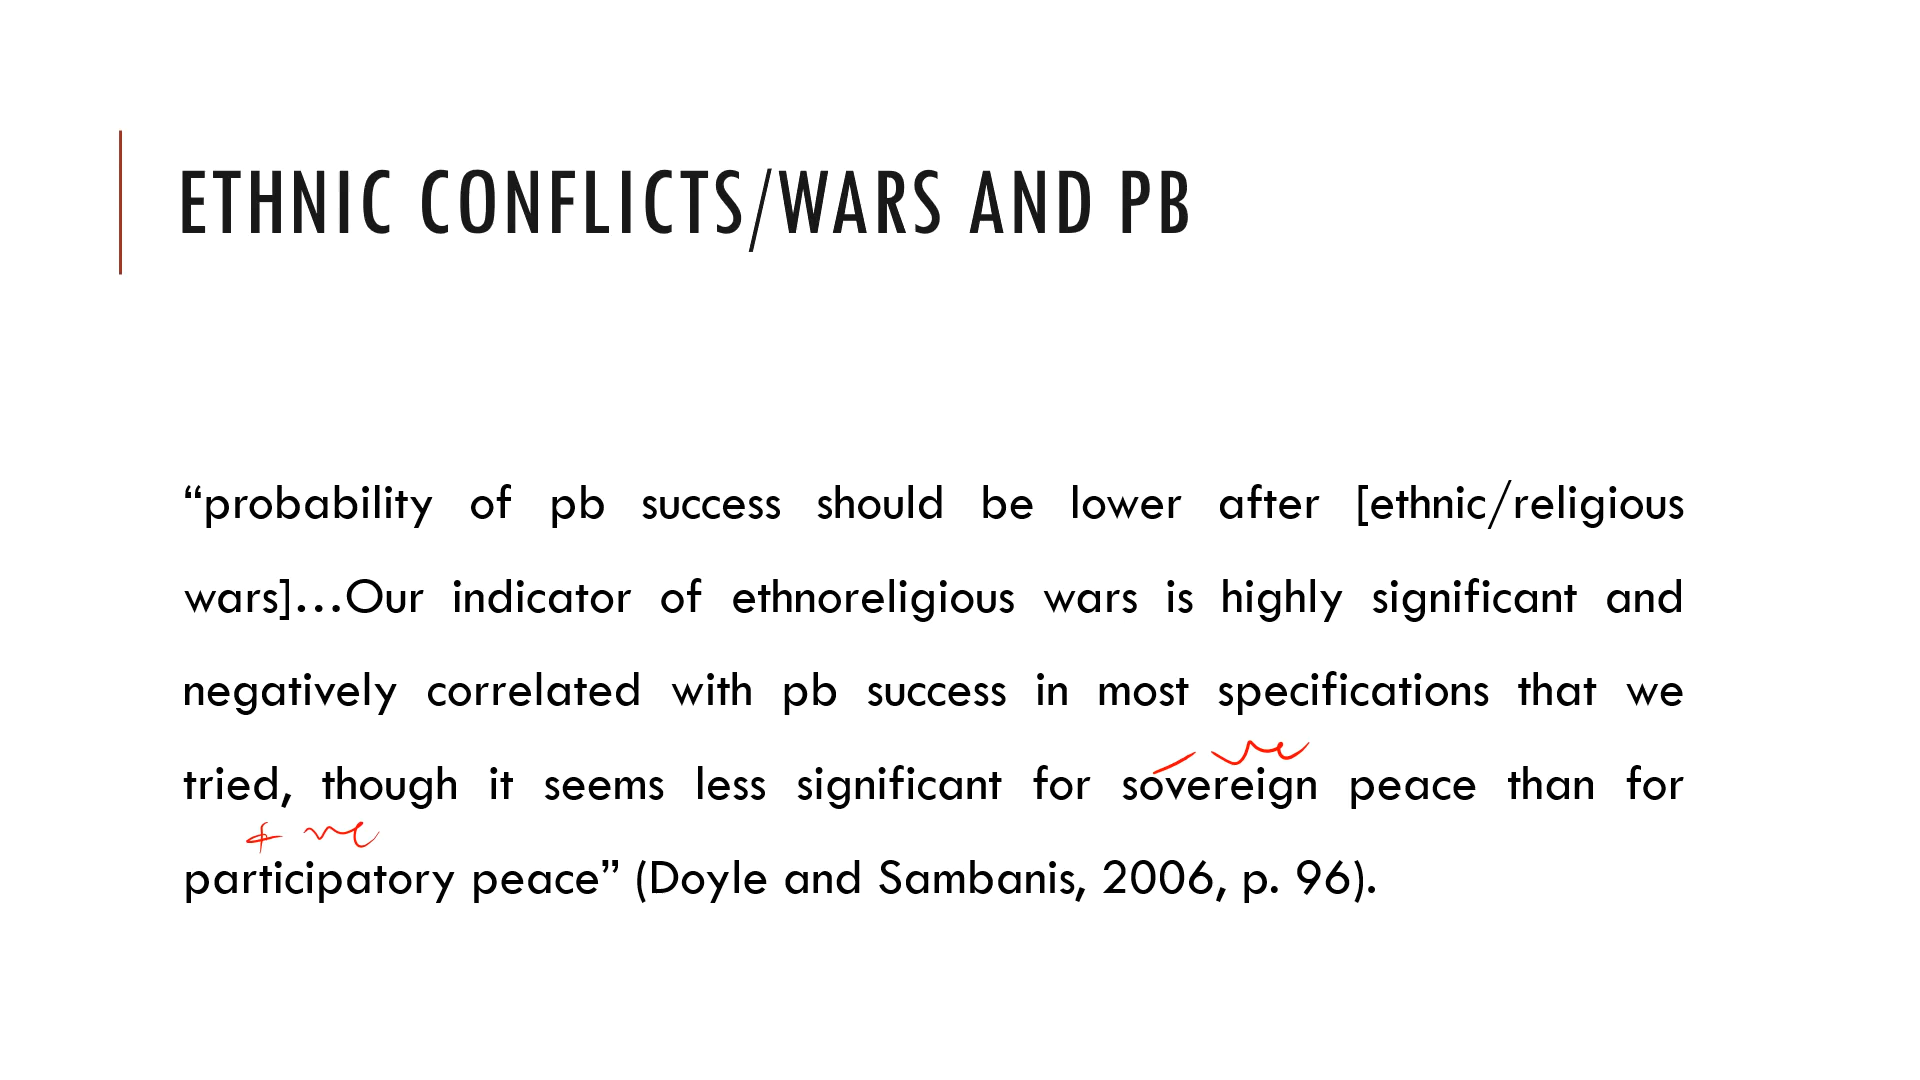 ETHNIC CONFLICTS/WARS AND PB
“probability of pb success should be lower after [ethnic/religious
wars]…Our indicator of ethnoreligious wars is highly significant and
negatively correlated with pb success in most specifications that we
- ve
tried, though it seems less significant for sovereign peace than for
+ ve
participatory peace” (Doyle and Sambanis, 2006, p. 96).